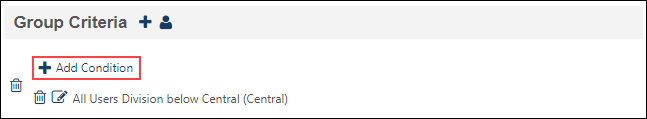 Group Criteria
Add Condition
All Users Division below Central (Central)